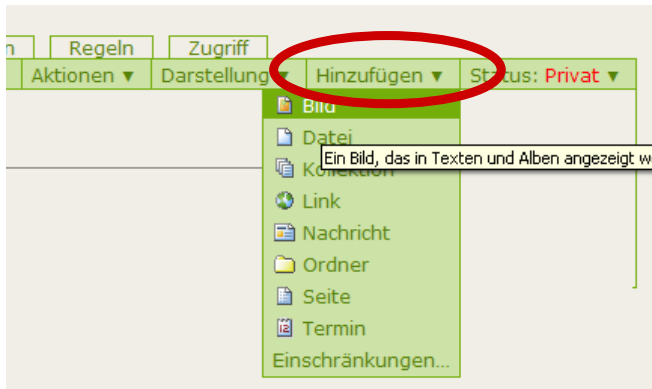 n Regeln Zugriff
Aktionen ▼ Darstellung ▼ Hinzufügen ▼ Status: Privat ▼
Bild
Datei
Ein Bild, das in Texten und Alben angezeigt w
Kollektion
Link
Nachricht
Ordner
Seite
Termin
Einschränkungen...